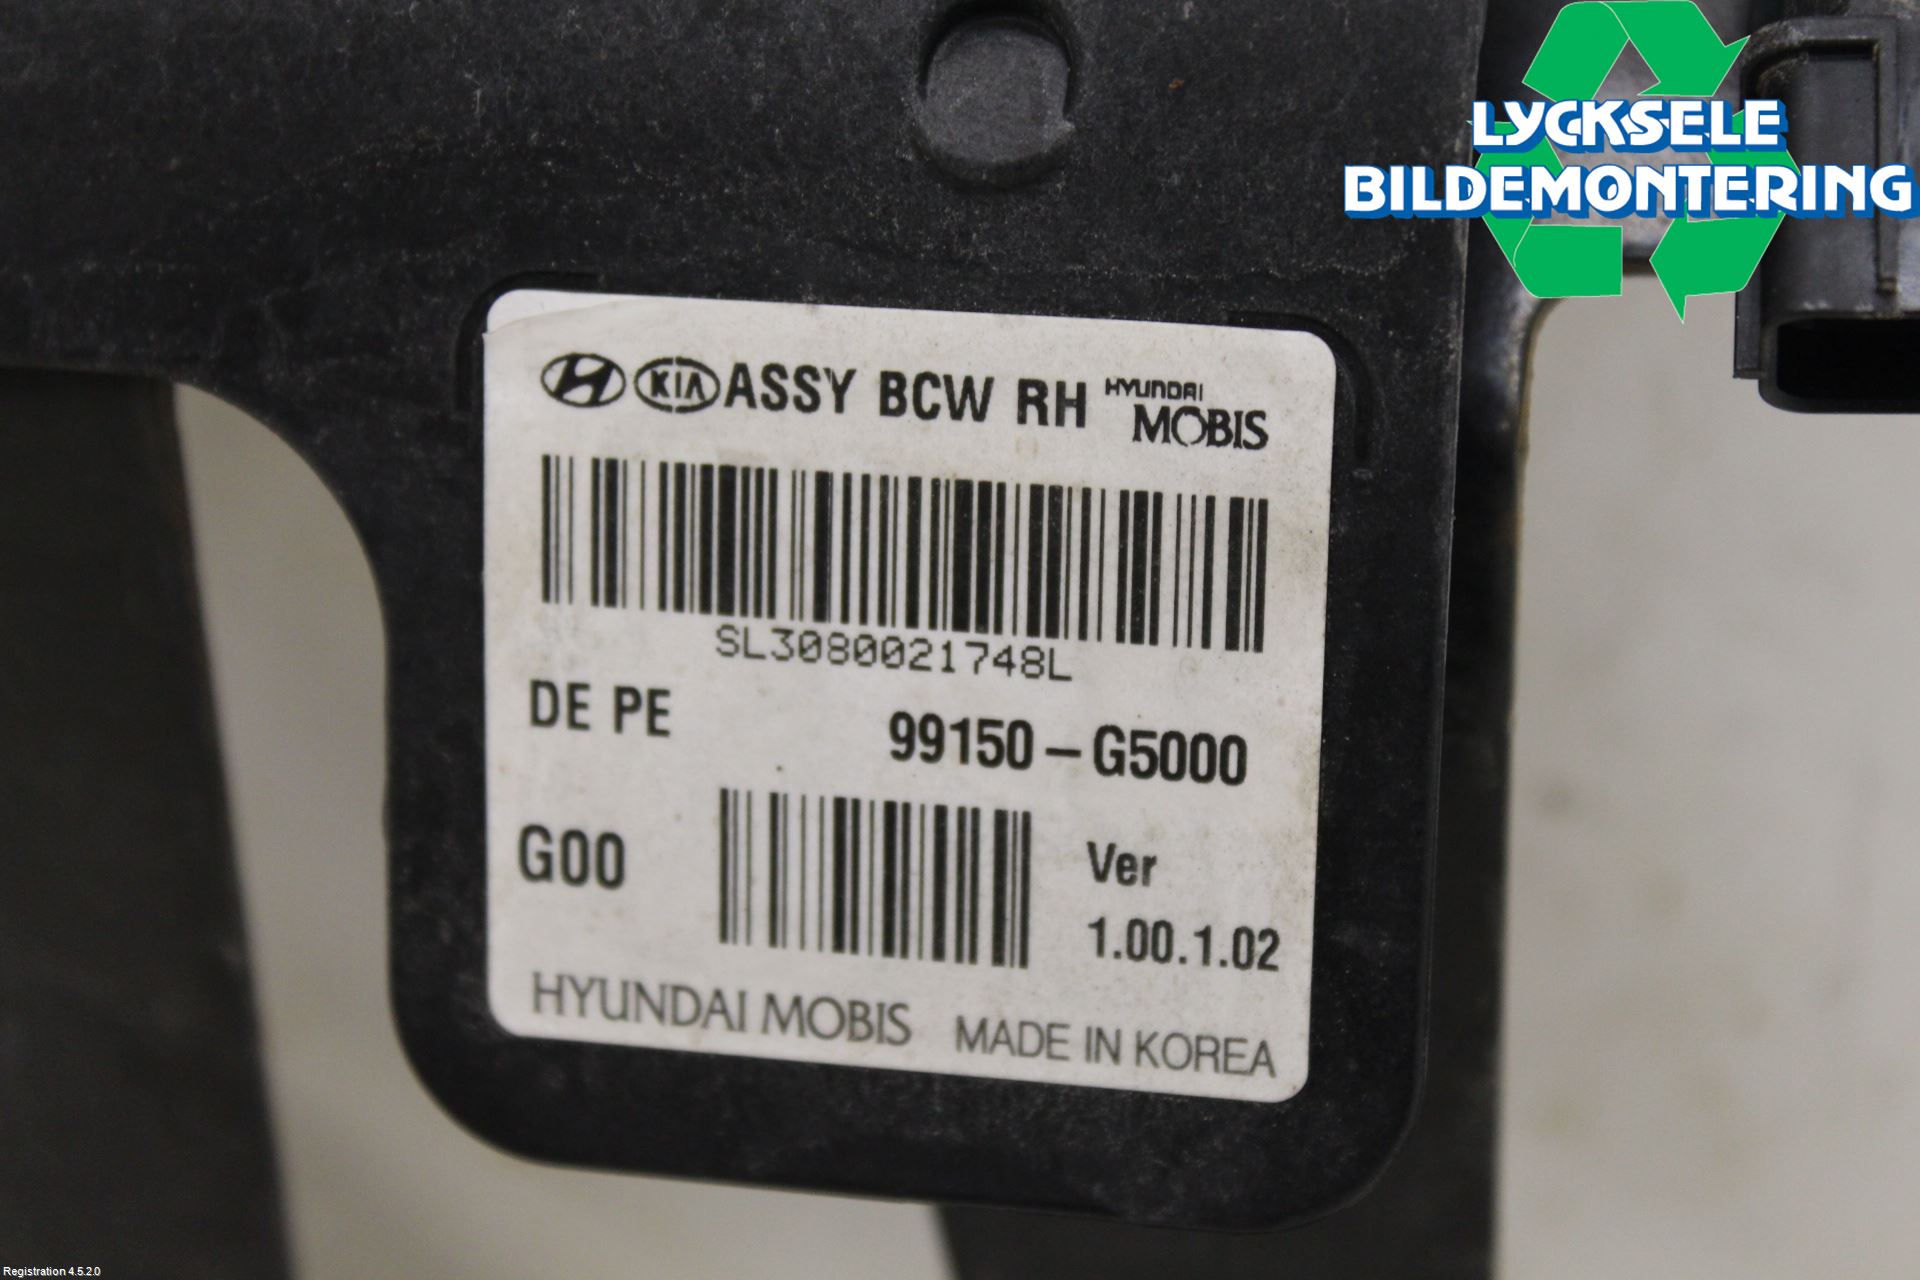 LYCKSELE
BILDEMONTERING
KIA ASSY BCW RH HYUNDAI MOBIS
SL3080021748L
DE PE 99150-G5000
G00 Ver
1.00.1.02
HYUNDAI MOBIS MADE IN KOREA
Registration 4.5.2.0